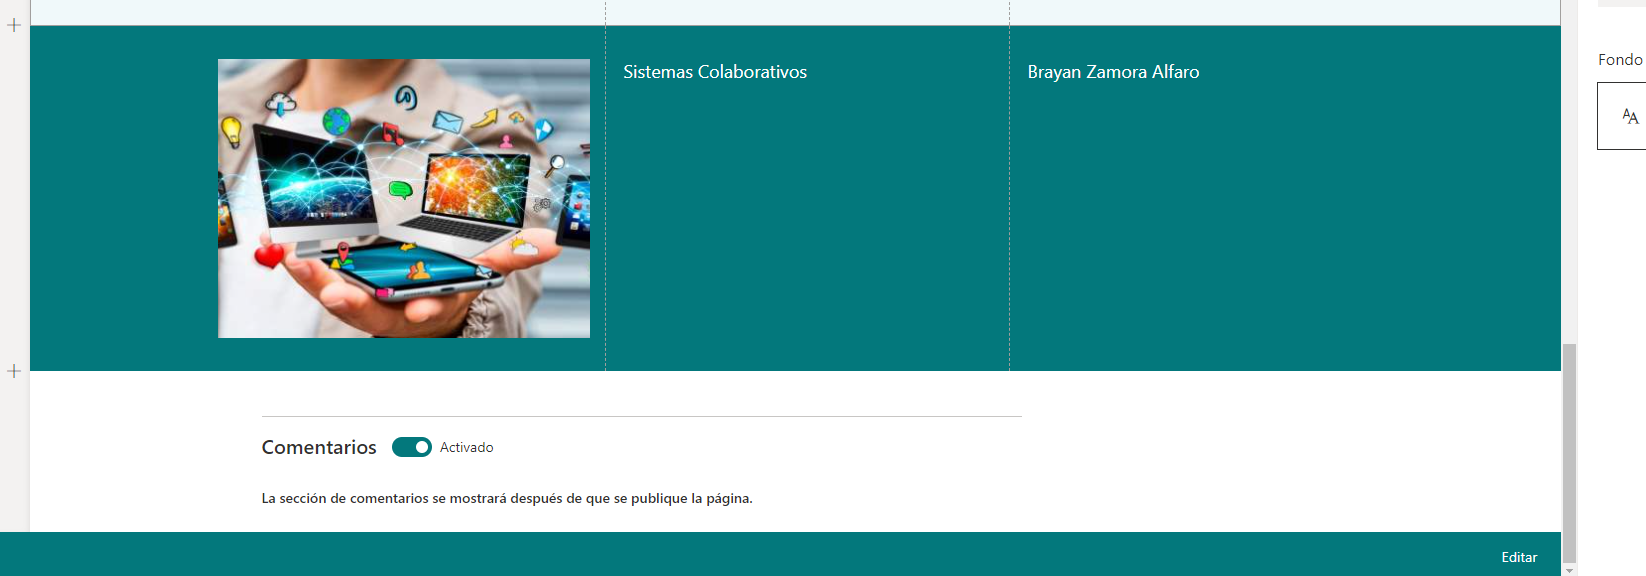 Fondo
Sistemas Colaborativos
Brayan Zamora Alfaro
AA
Comentarios
Activado
La sección de comentarios se mostrará después de que se publique la página.
Editar